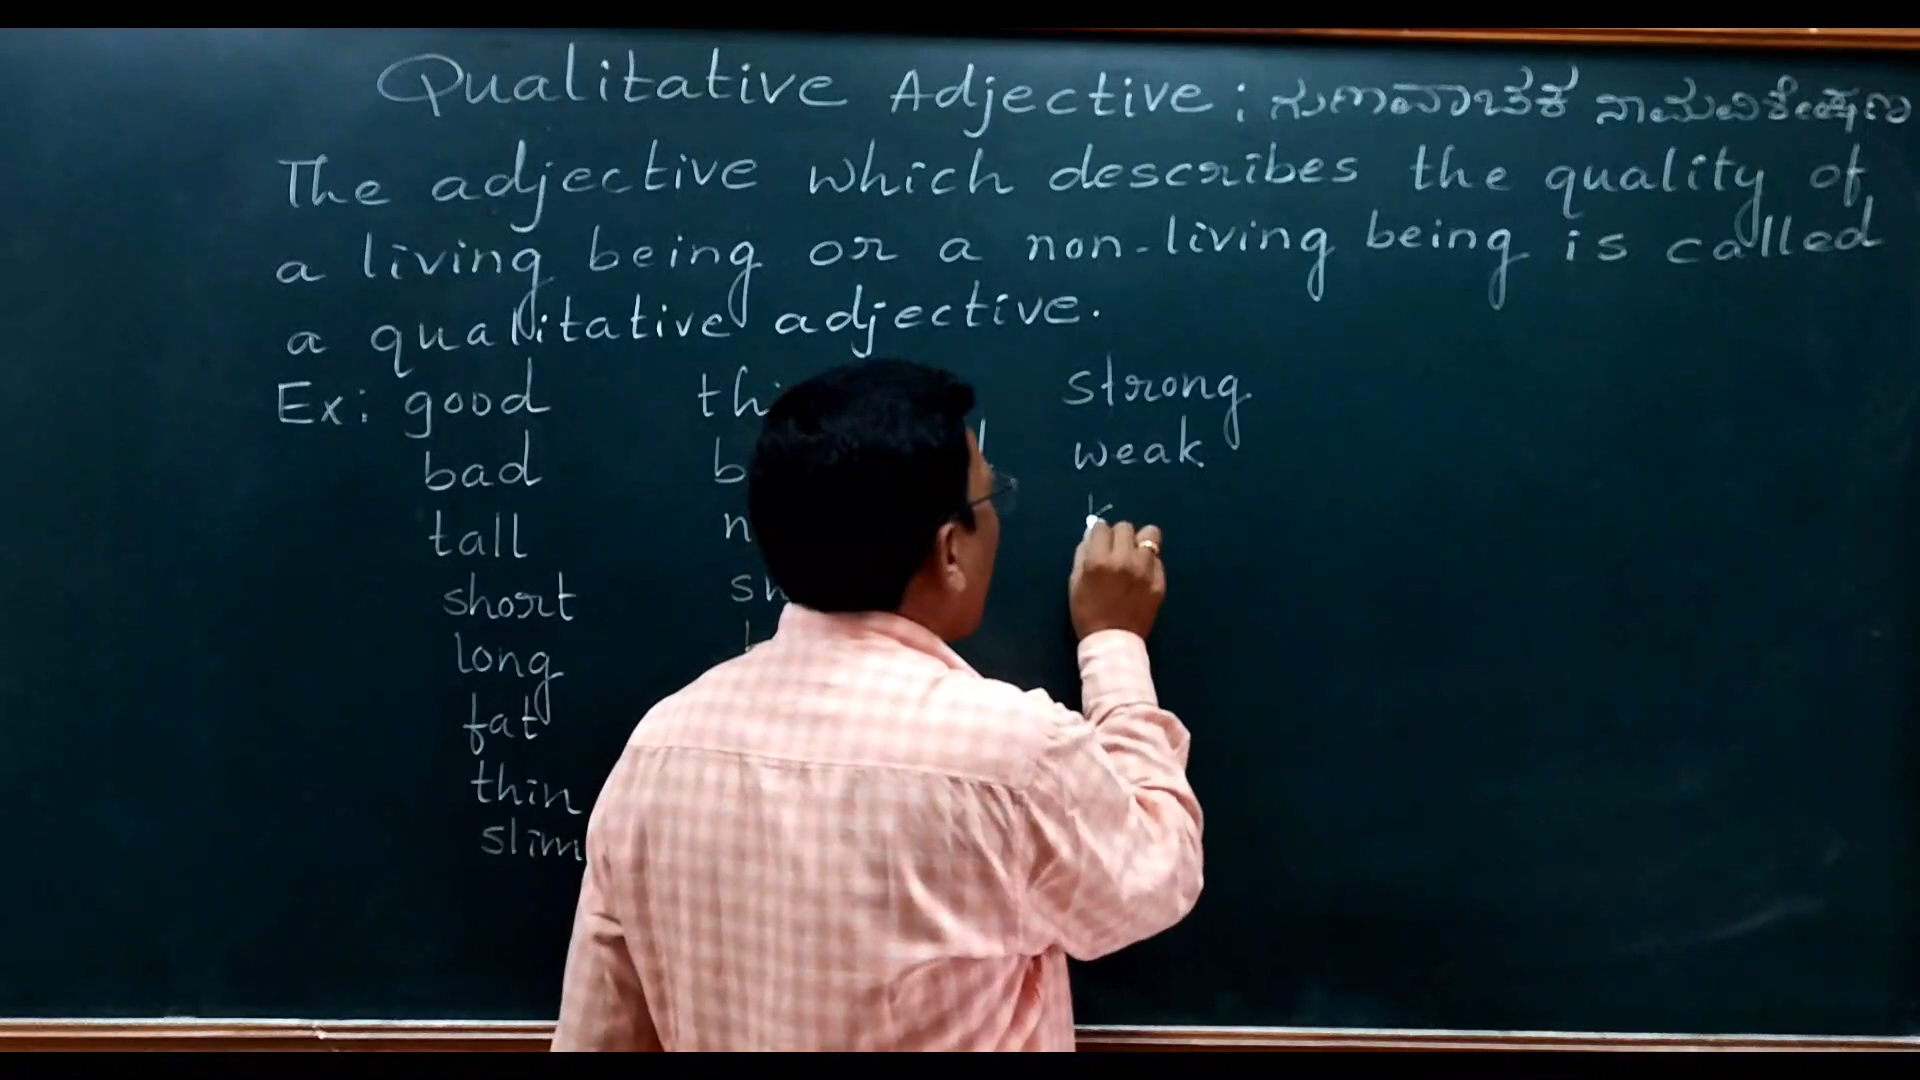 Qualitative Adjective : ಗುಣವಾಚಕ ನಾಮವಿಶೇಷಣ
The adjective which describes the quality of
a living being or a non-living being is called
a qualitative adjective.
Ex: good strong
bad weak
tall
short
long
fat
thin
slim